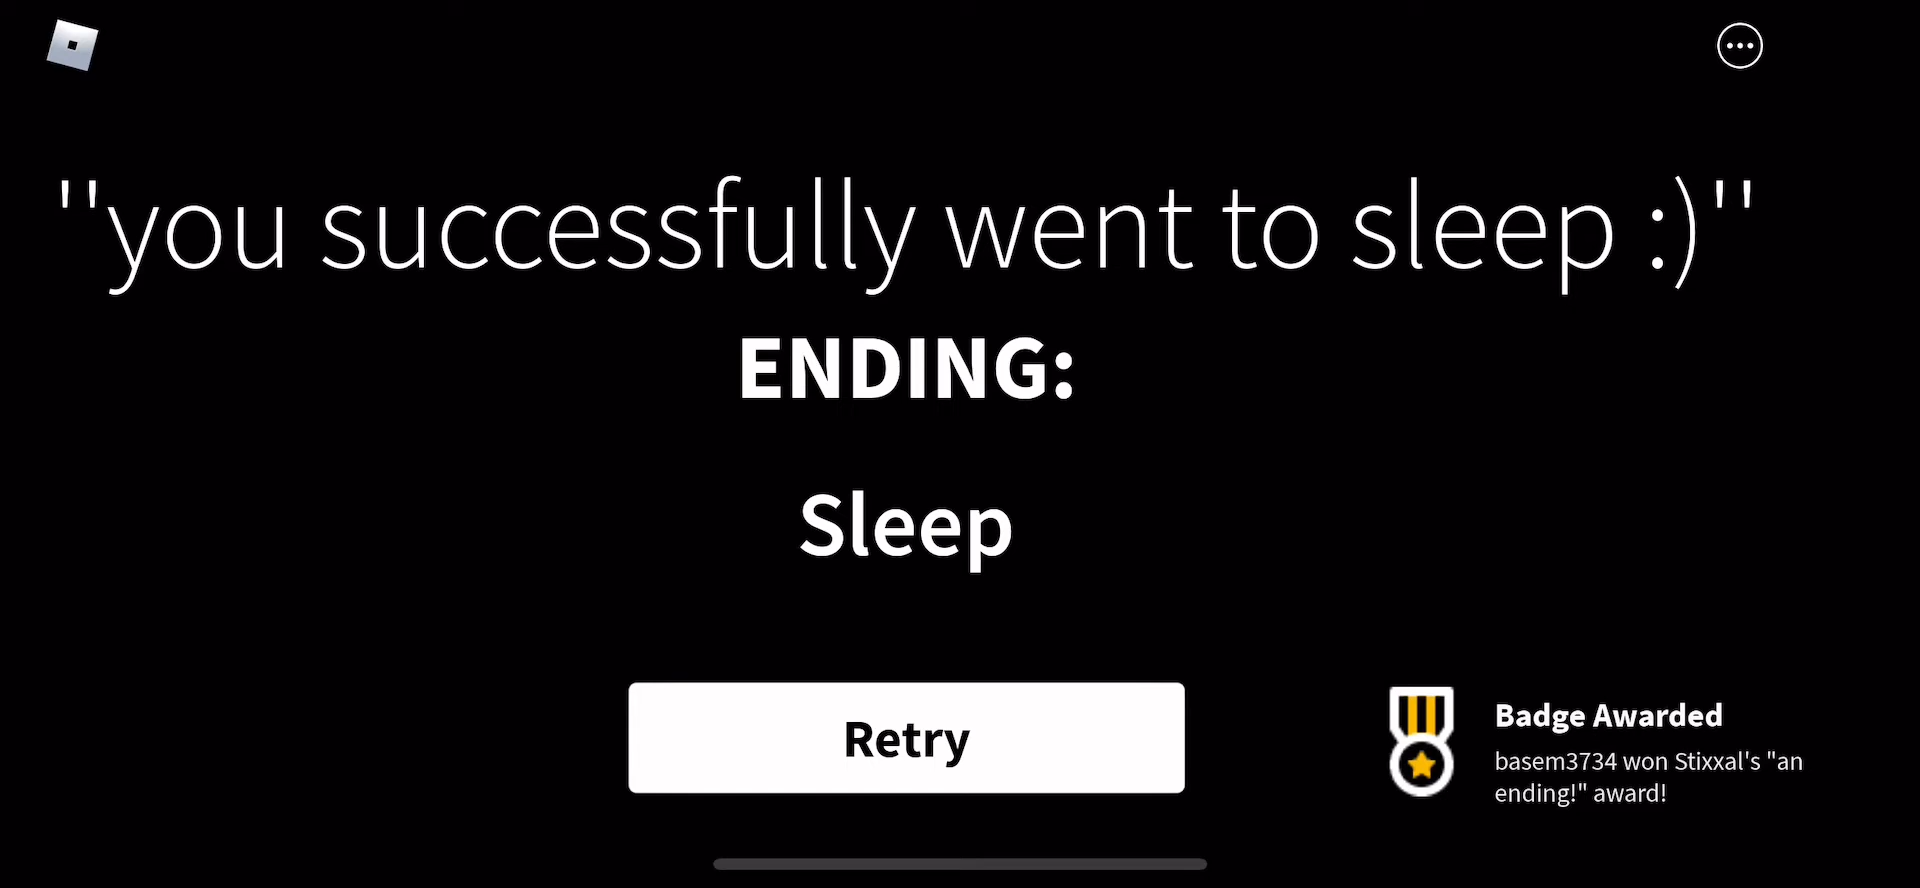 "you successfully went to sleep :)"
ENDING:
Sleep
Retry
Badge Awarded
basem3734 won Stixxal's "an
ending!" award!